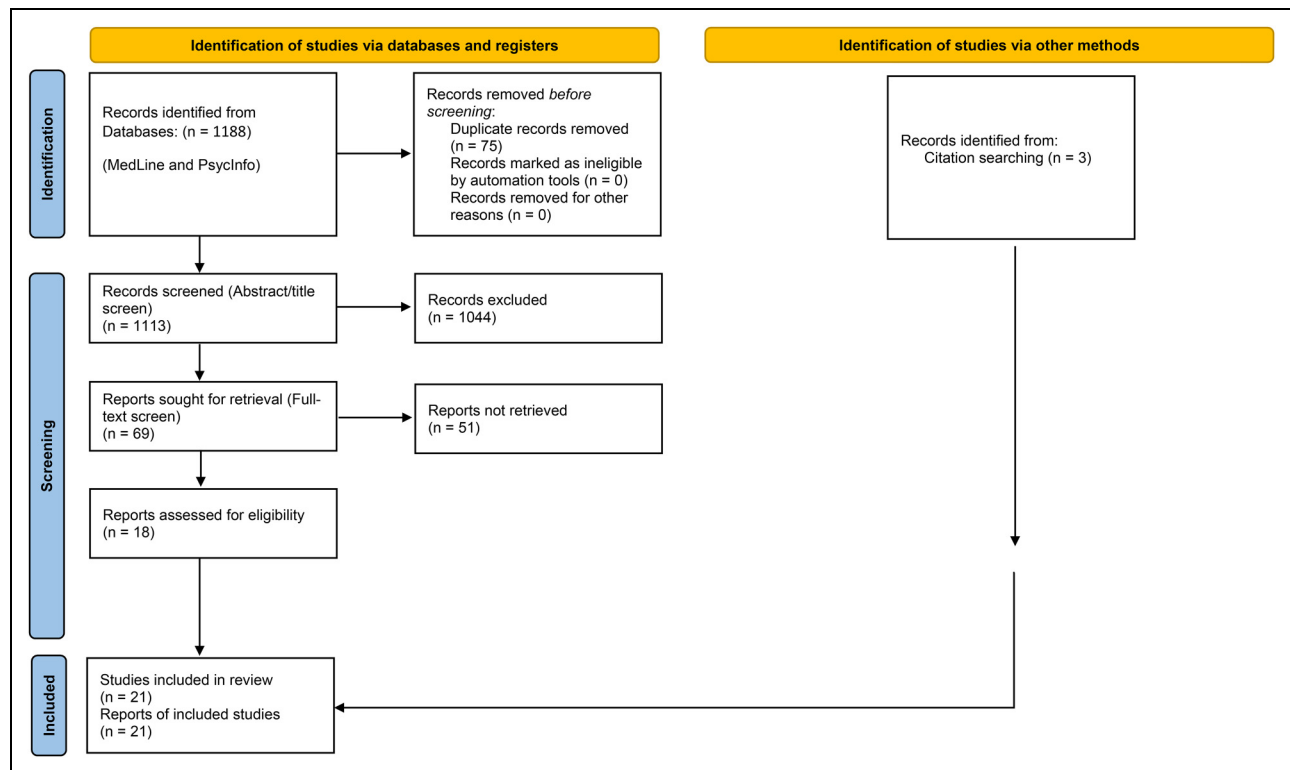 Identification of studies via databases and registers
Identification of studies via other methods
Identification
Records identified from
Databases: (n = 1188)
(MedLine and PsycInfo)
Records removed before
screening:
Duplicate records removed
(n = 75)
Records marked as ineligible
by automation tools (n = 0)
Records removed for other
reasons (n = 0)
Records identified from:
Citation searching (n = 3)
Screening
Records screened (Abstract/title
screen)
(n = 1113)
Records excluded
(n = 1044)
Reports sought for retrieval (Full-
text screen)
(n = 69)
Reports not retrieved
(n = 51)
Reports assessed for eligibility
(n = 18)
Included
Studies included in review
(n = 21)
Reports of included studies
(n = 21)